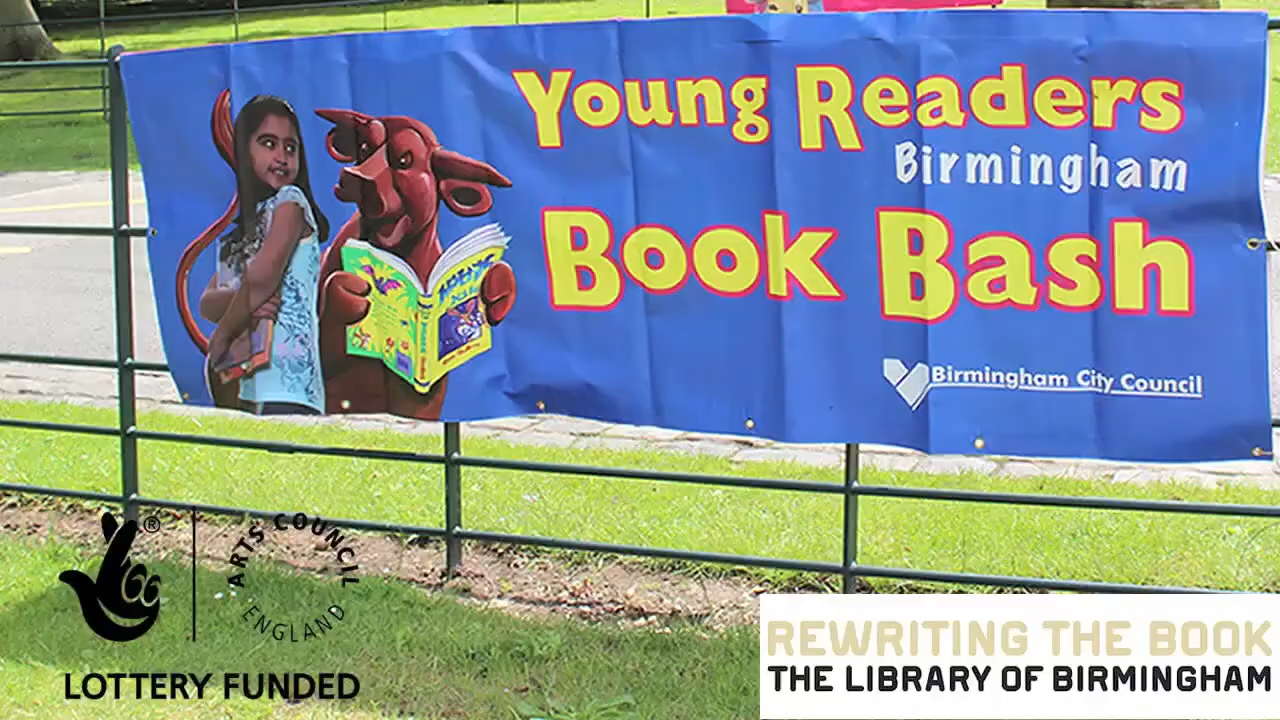 Young Readers
Birmingham
Book Bash
Birmingham City Council
®
ARTS COUNCIL
ENGLAND
LOTTERY FUNDED
REWRITING THE BOOK
THE LIBRARY OF BIRMINGHAM